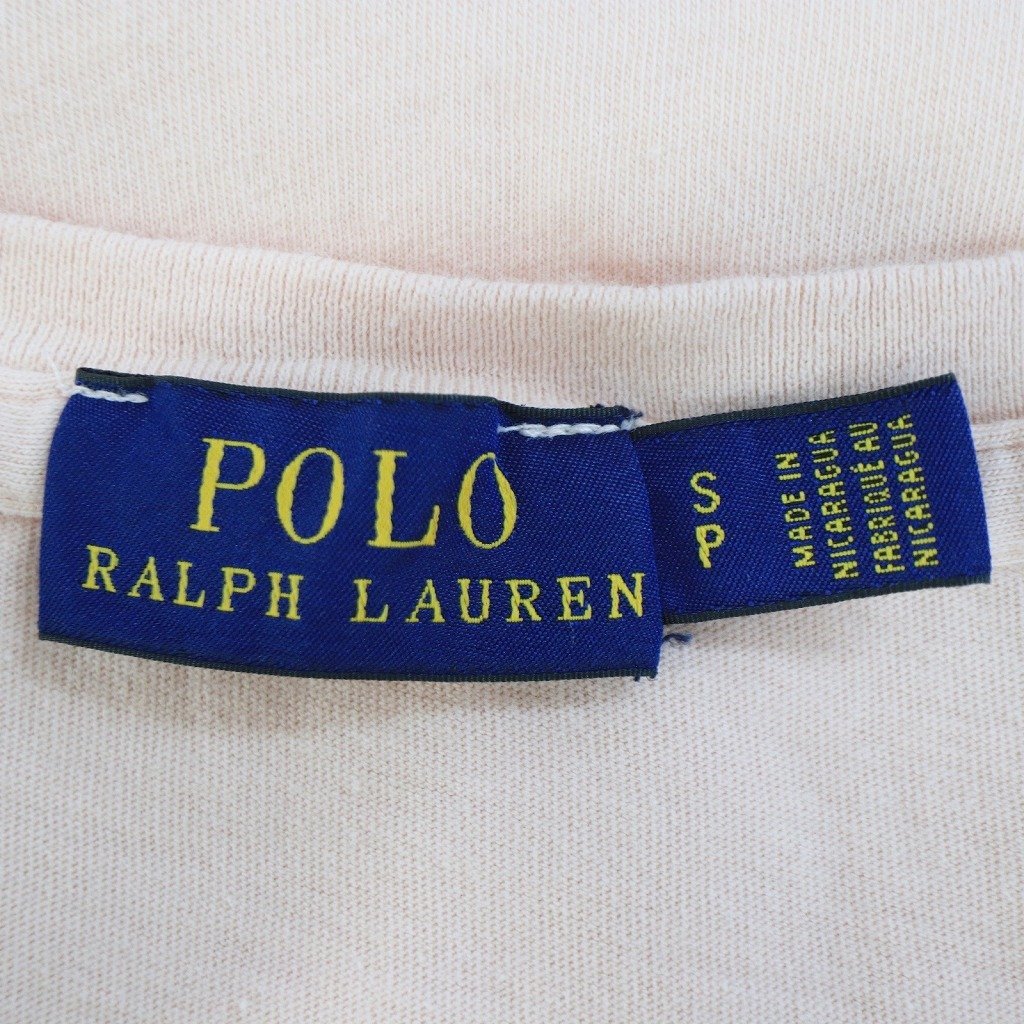 POLO
RALPH LAUREN
S
P
MADE IN
NICARAGUA
FABRIQUÉ AU
NICARAGUA